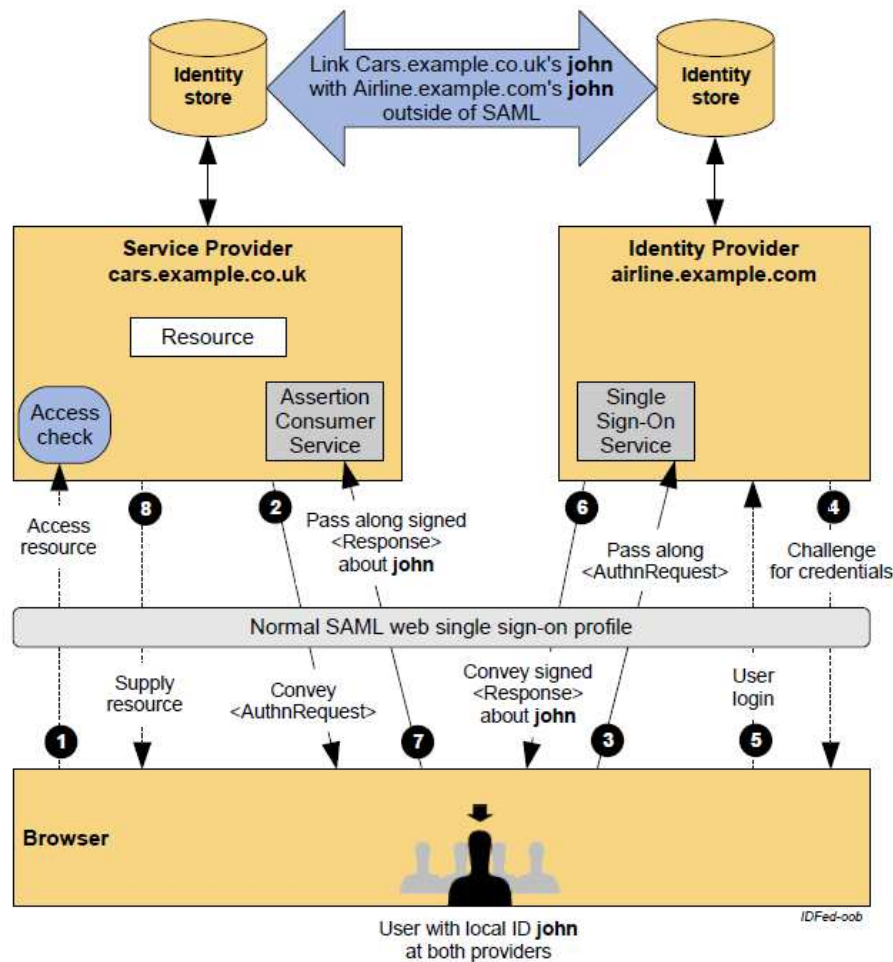 Identity
store
Link Cars.example.co.uk's john
with Airline.example.com's john
outside of SAML
Identity
store
Service Provider
cars.example.co.uk
Identity Provider
airline.example.com
Resource
Access
check
Assertion
Consumer
Service
Single
Sign-On
Service
8
2
6
4
Access
resource
Pass along signed
<Response>
about john
Pass along
<AuthnRequest>
Challenge
for credentials
Normal SAML web single sign-on profile
Supply
resource
Convey
<AuthnRequest>
Convey signed
<Response>
about john
User
login
1
7
3
5
Browser
IDFed-oob
User with local ID john
at both providers